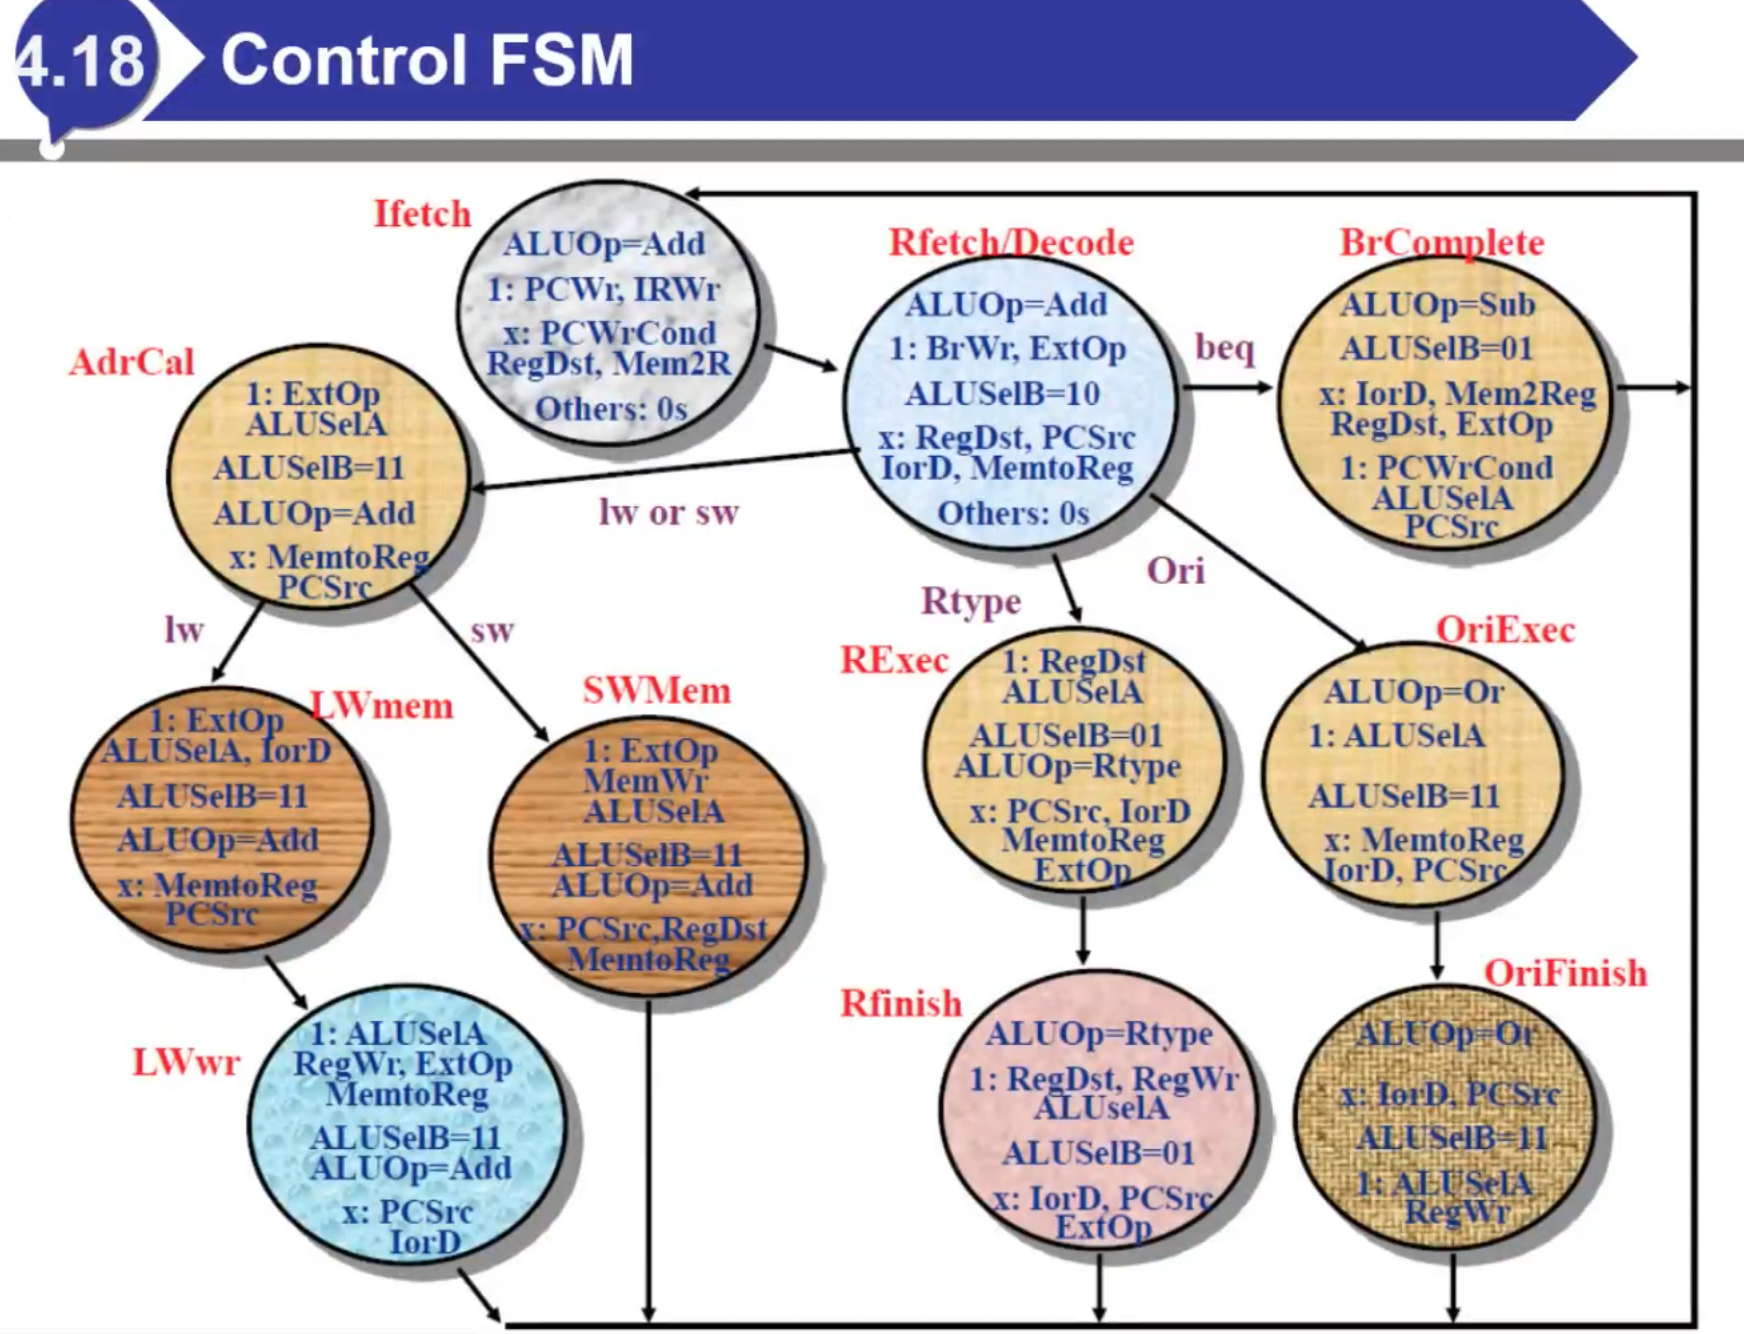 4.18
Control FSM
Ifetch
ALUOp=Add
1: PCWr, IRWr
x: PCWrCond
RegDst, Mem2R
Others: 0s
Rfetch/Decode
ALUOp=Add
1: BrWr, ExtOp
ALUSelB=10
x: RegDst, PCSrc
IorD, MemtoReg
Others: 0s
beq
BrComplete
ALUOp=Sub
ALUSelB=01
x: IorD, Mem2Reg
RegDst, ExtOp
1: PCWrCond
ALUSelA
PCSrc
AdrCal
1: ExtOp
ALUSelA
ALUSelB=11
ALUOp=Add
x: MemtoReg
PCSrc
lw or sw
lw
sw
Rtype
Ori
LWmem
1: ExtOp
ALUSelA, IorD
ALUSelB=11
ALUOp=Add
x: MemtoReg
PCSrc
SWMem
1: ExtOp
MemWr
ALUSelA
ALUSelB=11
ALUOp=Add
x: PCSrc,RegDst
MemtoReg
RExec
1: RegDst
ALUSelA
ALUSelB=01
ALUOp=Rtype
x: PCSrc, IorD
MemtoReg
ExtOp
OriExec
ALUOp=Or
1: ALUSelA
ALUSelB=11
x: MemtoReg
IorD, PCSrc
LWwr
1: ALUSelA
RegWr, ExtOp
MemtoReg
ALUSelB=11
ALUOp=Add
x: PCSrc
IorD
Rfinish
ALUOp=Rtype
1: RegDst, RegWr
ALUselA
ALUSelB=01
x: IorD, PCSrc
ExtOp
OriFinish
ALUOp=Or
x: IorD, PCSrc
ALUSelB=11
1: ALUSelA
RegWr